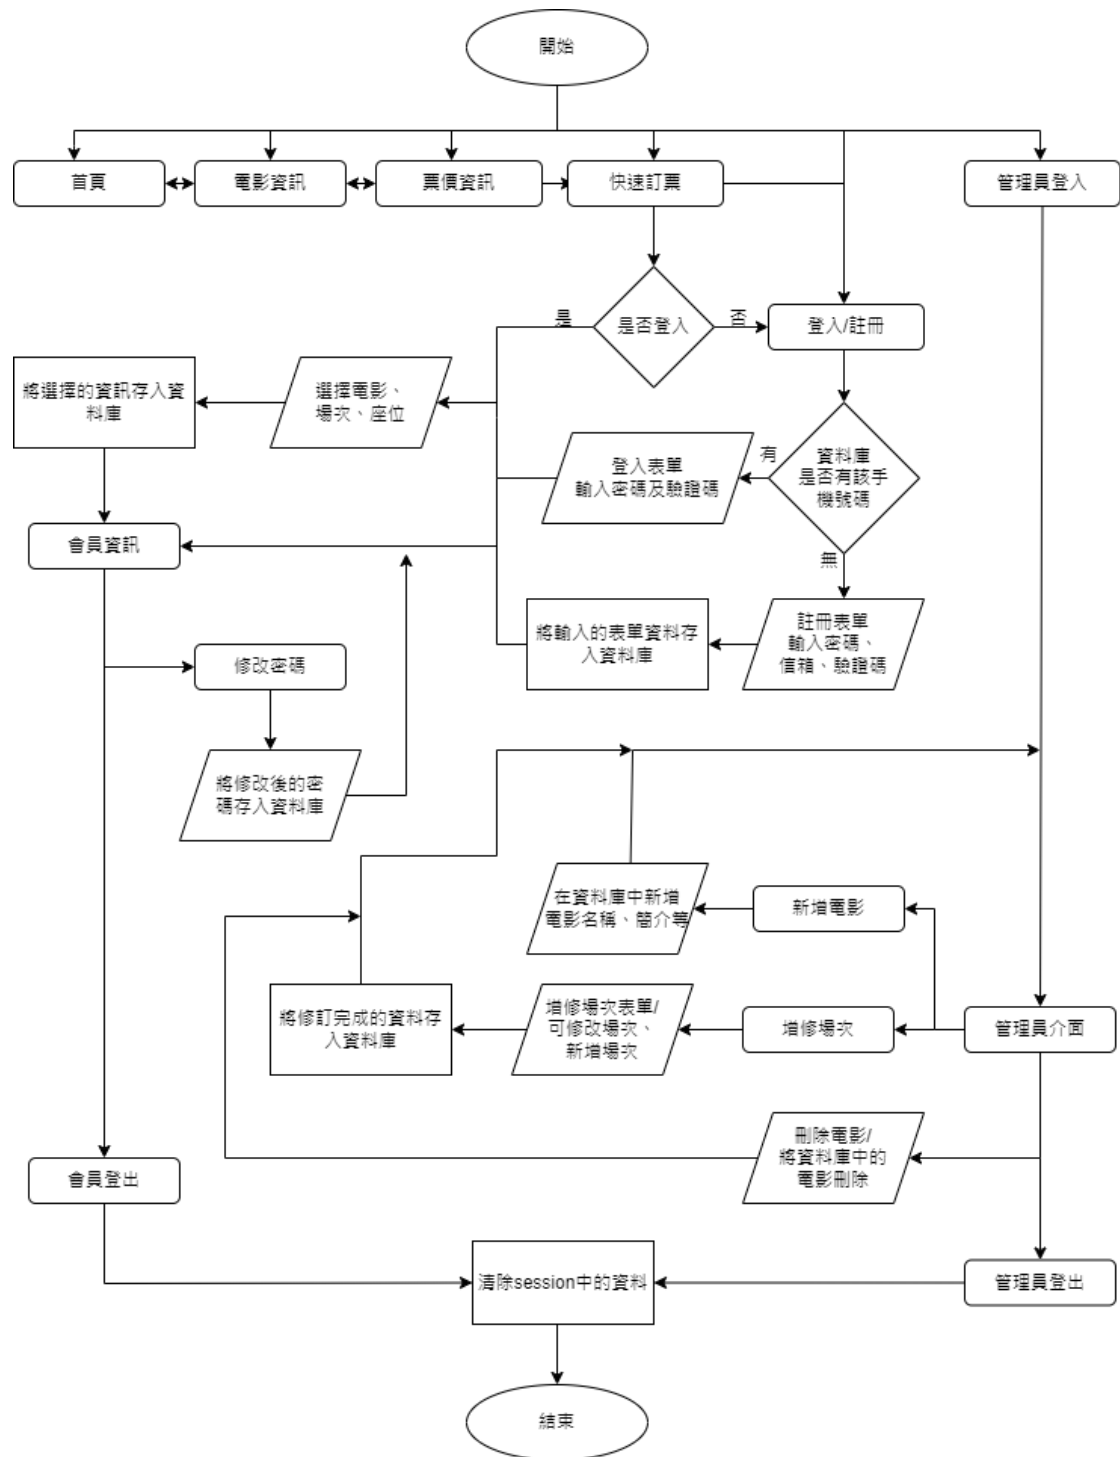 開始
首頁
電影資訊
票價資訊
快速訂票
管理員登入
是
是否登入
否
登入/註冊
將選擇的資訊存入資
料庫
選擇電影、
場次、座位
登入表單
輸入密碼及驗證碼
有
資料庫
是否有該手
機號碼
會員資訊
無
將輸入的表單資料存
入資料庫
註冊表單
輸入密碼、
信箱、驗證碼
修改密碼
將修改後的密
碼存入資料庫
在資料庫中新增
電影名稱、簡介等
新增電影
將修訂完成的資料存
入資料庫
增修場次表單/
可修改場次、
新增場次
增修場次
管理員介面
刪除電影/
將資料庫中的
電影刪除
會員登出
清除session中的資料
管理員登出
結束